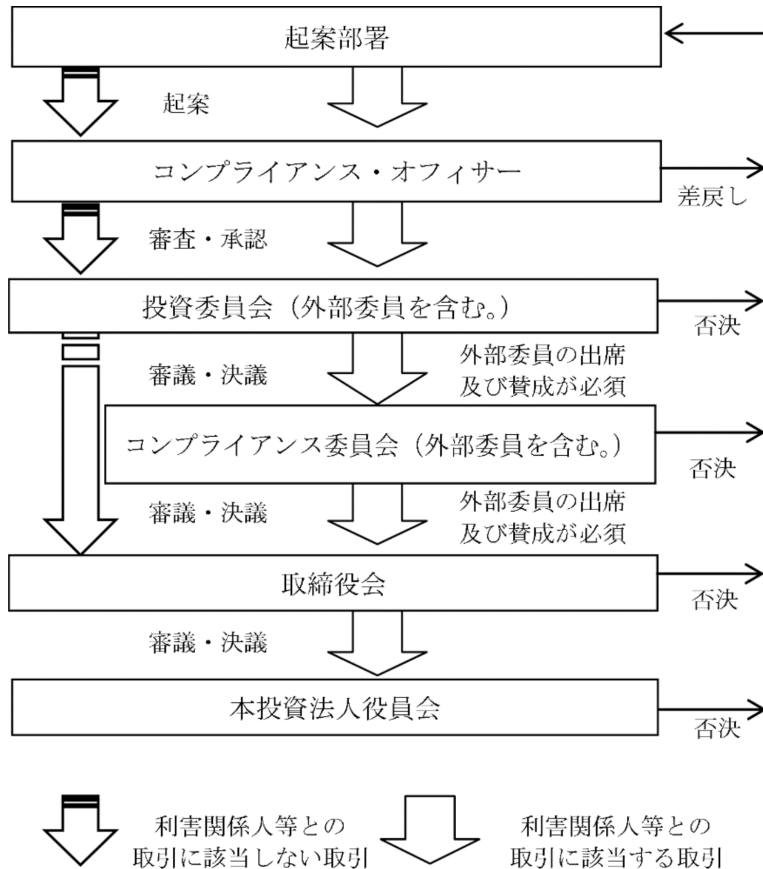 起案部署
起案
コンプライアンス・オフィサー
差戻し
審査・承認
投資委員会（外部委員を含む。）
否決
審議・決議
外部委員の出席
及び賛成が必須
コンプライアンス委員会（外部委員を含む。）
否決
審議・決議
外部委員の出席
及び賛成が必須
取締役会
否決
審議・決議
本投資法人役員会
否決
利害関係人等との
取引に該当しない取引
利害関係人等との
取引に該当する取引